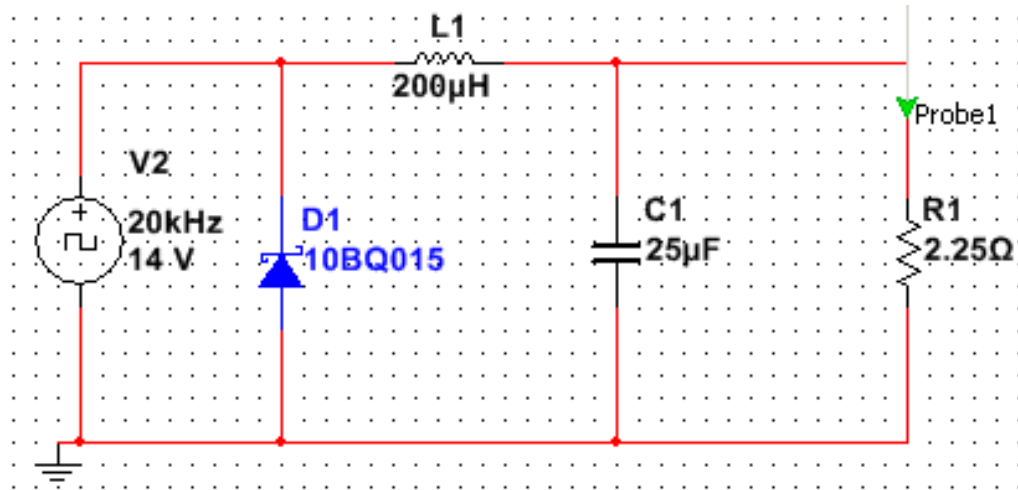 L1
200µH
Probe1
V2
20kHz
14 V
D1
10BQ015
C1
25µF
R1
2.25Ω